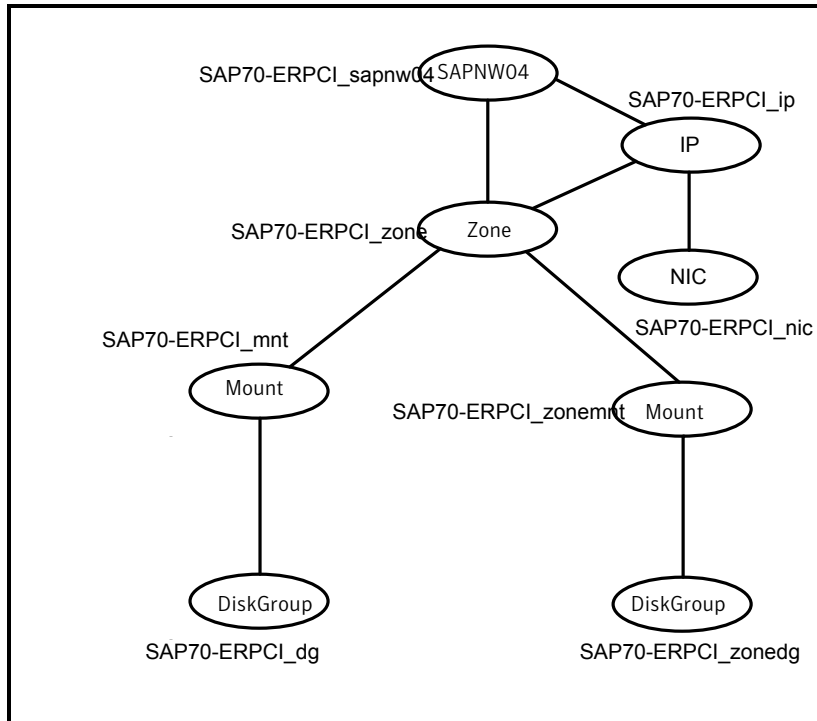 SAP70-ERPCI_sapnw04
SAPNW04
SAP70-ERPCI_ip
IP
SAP70-ERPCI_zone
Zone
NIC
SAP70-ERPCI_nic
SAP70-ERPCI_mnt
Mount
SAP70-ERPCI_zonemnt
Mount
DiskGroup
DiskGroup
SAP70-ERPCI_dg
SAP70-ERPCI_zonedg